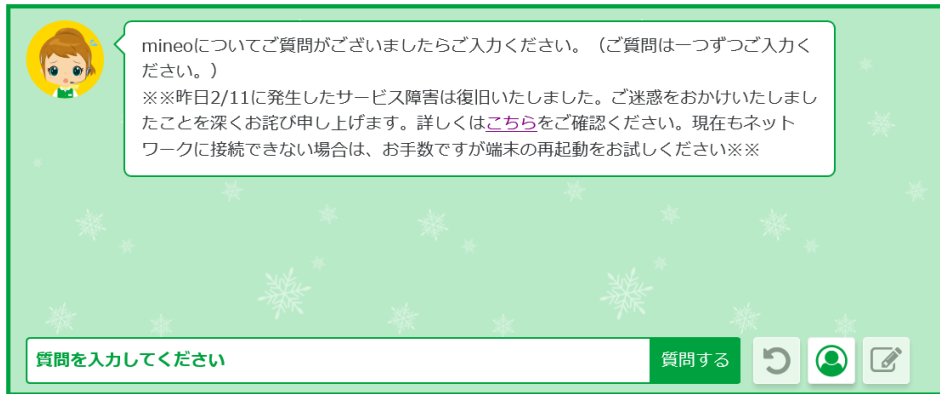 mineoについてご質問がございましたらご入力ください。（ご質問は一つずつご入力く
ださい。）
※※昨日2/11に発生したサービス障害は復旧いたしました。ご迷惑をおかけいたしまし
たことを深くお詫び申し上げます。詳しくはこちらをご確認ください。現在もネット
ワークに接続できない場合は、お手数ですが端末の再起動をお試しください※※
質問を入力してください
質問する